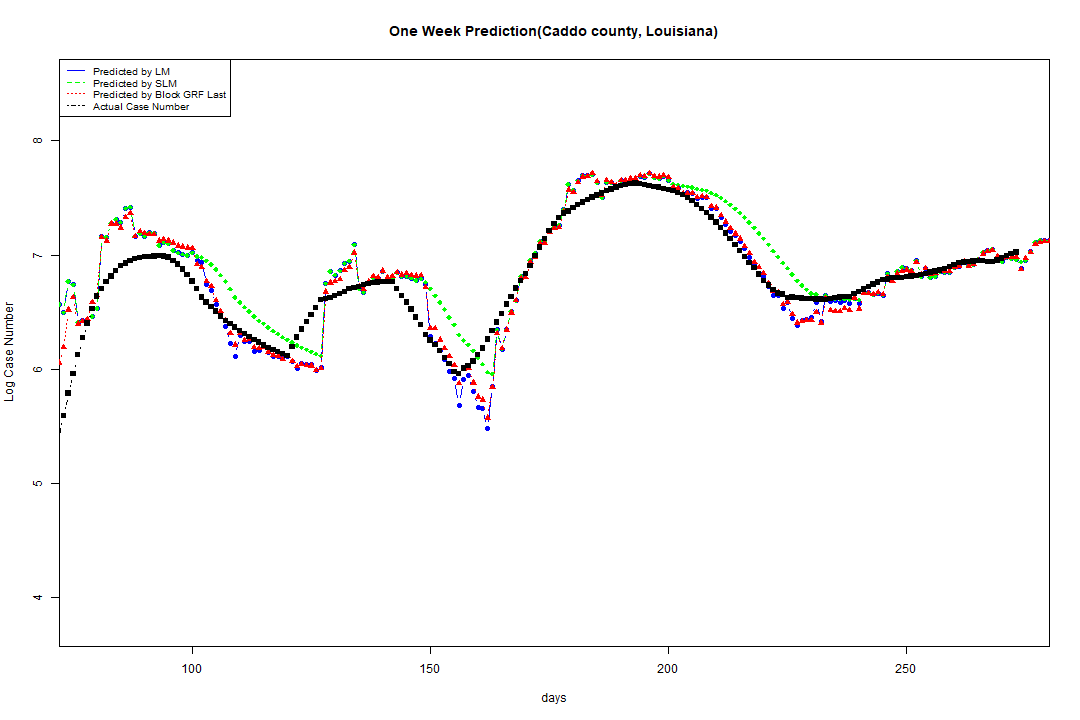 One Week Prediction(Caddo county, Louisiana)
Predicted by LM
Predicted by SLM
Predicted by Block GRF Last
Actual Case Number
8
7
6
5
4
Log Case Number
100 150 200 250
days